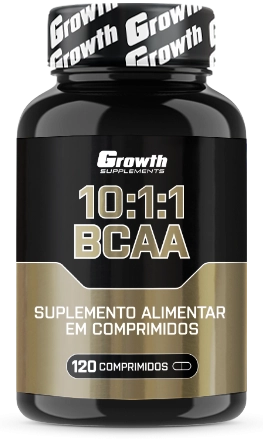 Growth
Growth
Growth
SUPPLEMENTS
10:1:1
BCAA
SUPLEMENTO ALIMENTAR
EM COMPRIMIDOS
120 COMPRIMIDOS